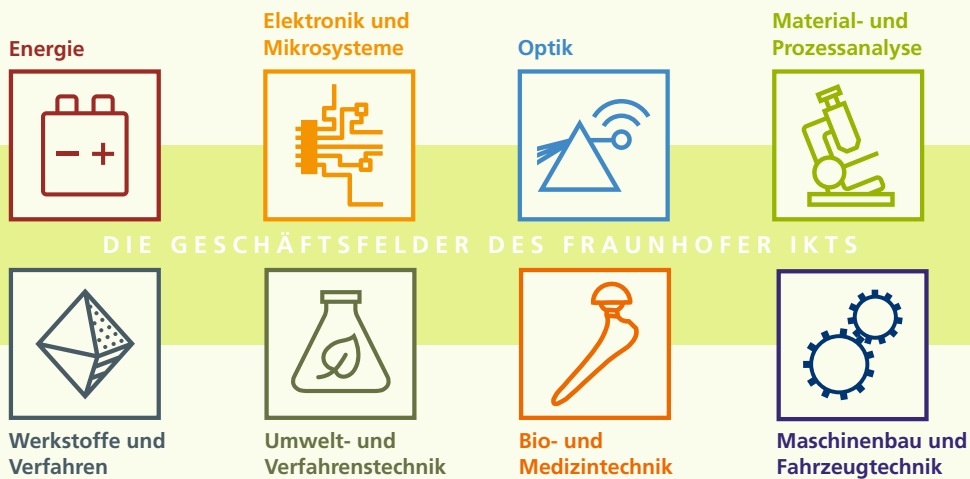 Energie
Elektronik und
Mikrosysteme
Optik
Material- und
Prozessanalyse
DIE GESCHÄFTSFELDER DES FRAUNHOFER IKTS
Werkstoffe und
Verfahren
Umwelt- und
Verfahrenstechnik
Bio- und
Medizintechnik
Maschinenbau und
Fahrzeugtechnik